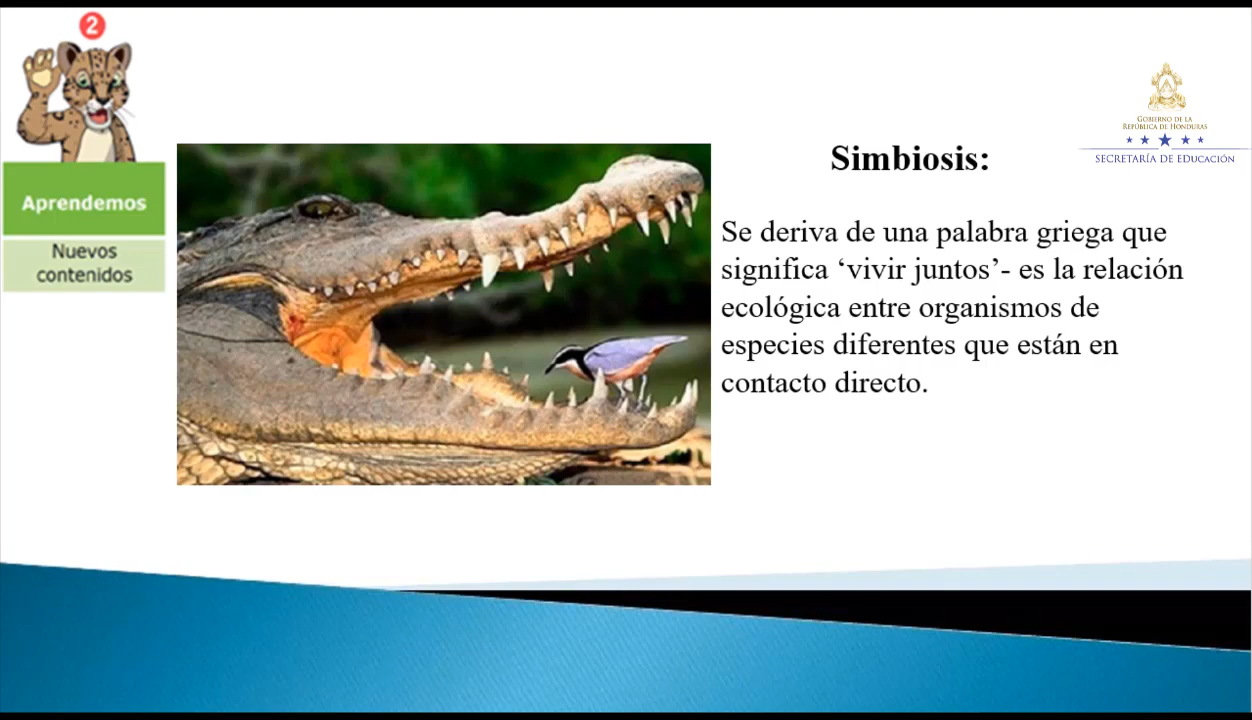 2
Aprendemos
Nuevos
contenidos
GOBIERNO DE LA
REPÚBLICA DE HONDURAS
SECRETARÍA DE EDUCACIÓN
Simbiosis:
Se deriva de una palabra griega que
significa ‘vivir juntos’- es la relación
ecológica entre organismos de
especies diferentes que están en
contacto directo.